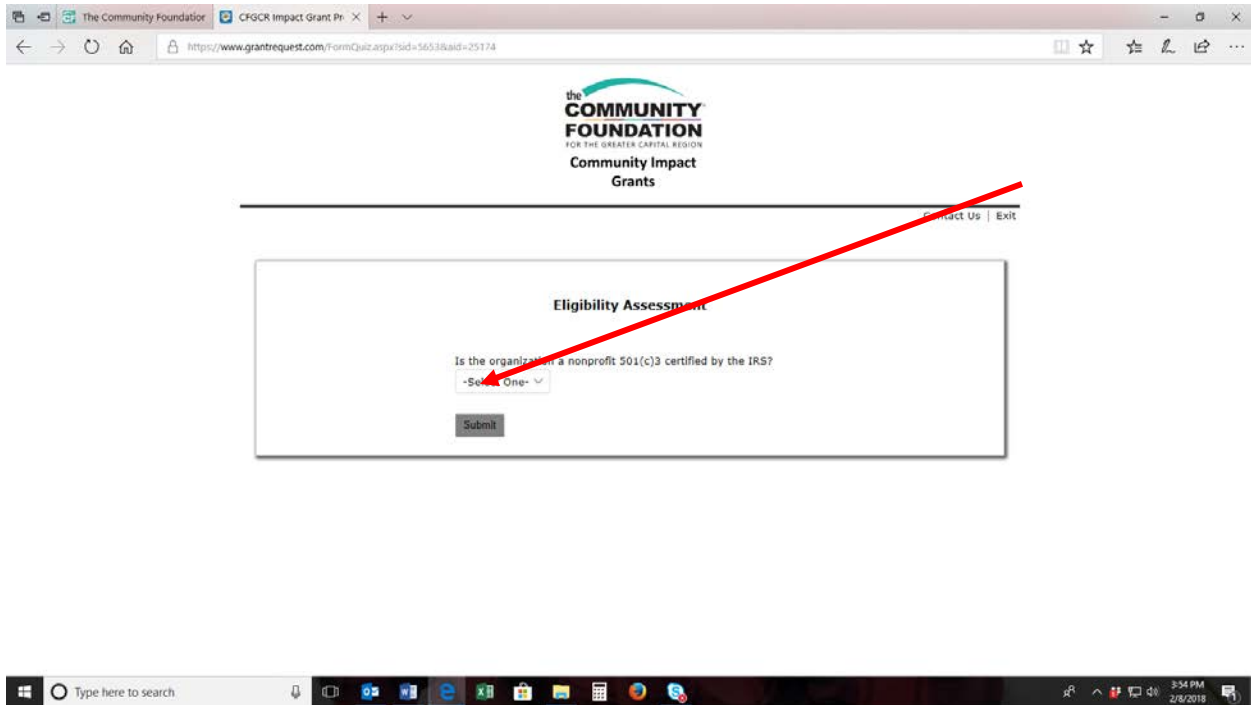 The Community Foundation
CFGCR Impact Grant Pr
https://www.grantrequest.com/FormQuiz.aspx?sid=5653&aid=25174
the
COMMUNITY
FOUNDATION
FOR THE GREATER CAPITAL REGION
Community Impact
Grants
Contact Us | Exit
Eligibility Assessment
Is the organization a nonprofit 501(c)3 certified by the IRS?
-Select One-
Submit
Type here to search
3:54 PM
2/8/2018